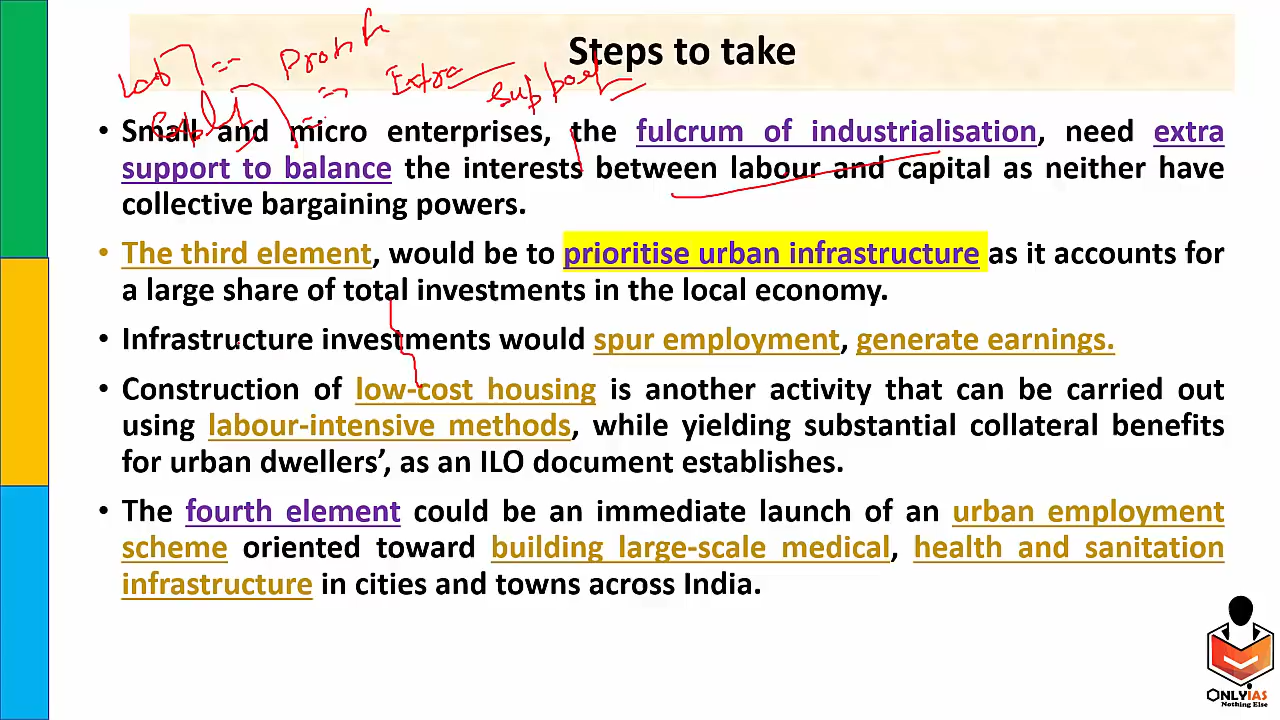 Steps to take
Extra
Support
• Small and micro enterprises, the fulcrum of industrialisation, need extra
support to balance the interests between labour and capital as neither have
collective bargaining powers.
• The third element, would be to prioritise urban infrastructure as it accounts for
a large share of total investments in the local economy.
• Infrastructure investments would spur employment, generate earnings.
• Construction of low-cost housing is another activity that can be carried out
using labour-intensive methods, while yielding substantial collateral benefits
for urban dwellers’, as an ILO document establishes.
• The fourth element could be an immediate launch of an urban employment
scheme oriented toward building large-scale medical, health and sanitation
infrastructure in cities and towns across India.
ONLYIAS
Nothing Else